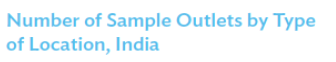 Number of Sample Outlets by Type
of Location, India